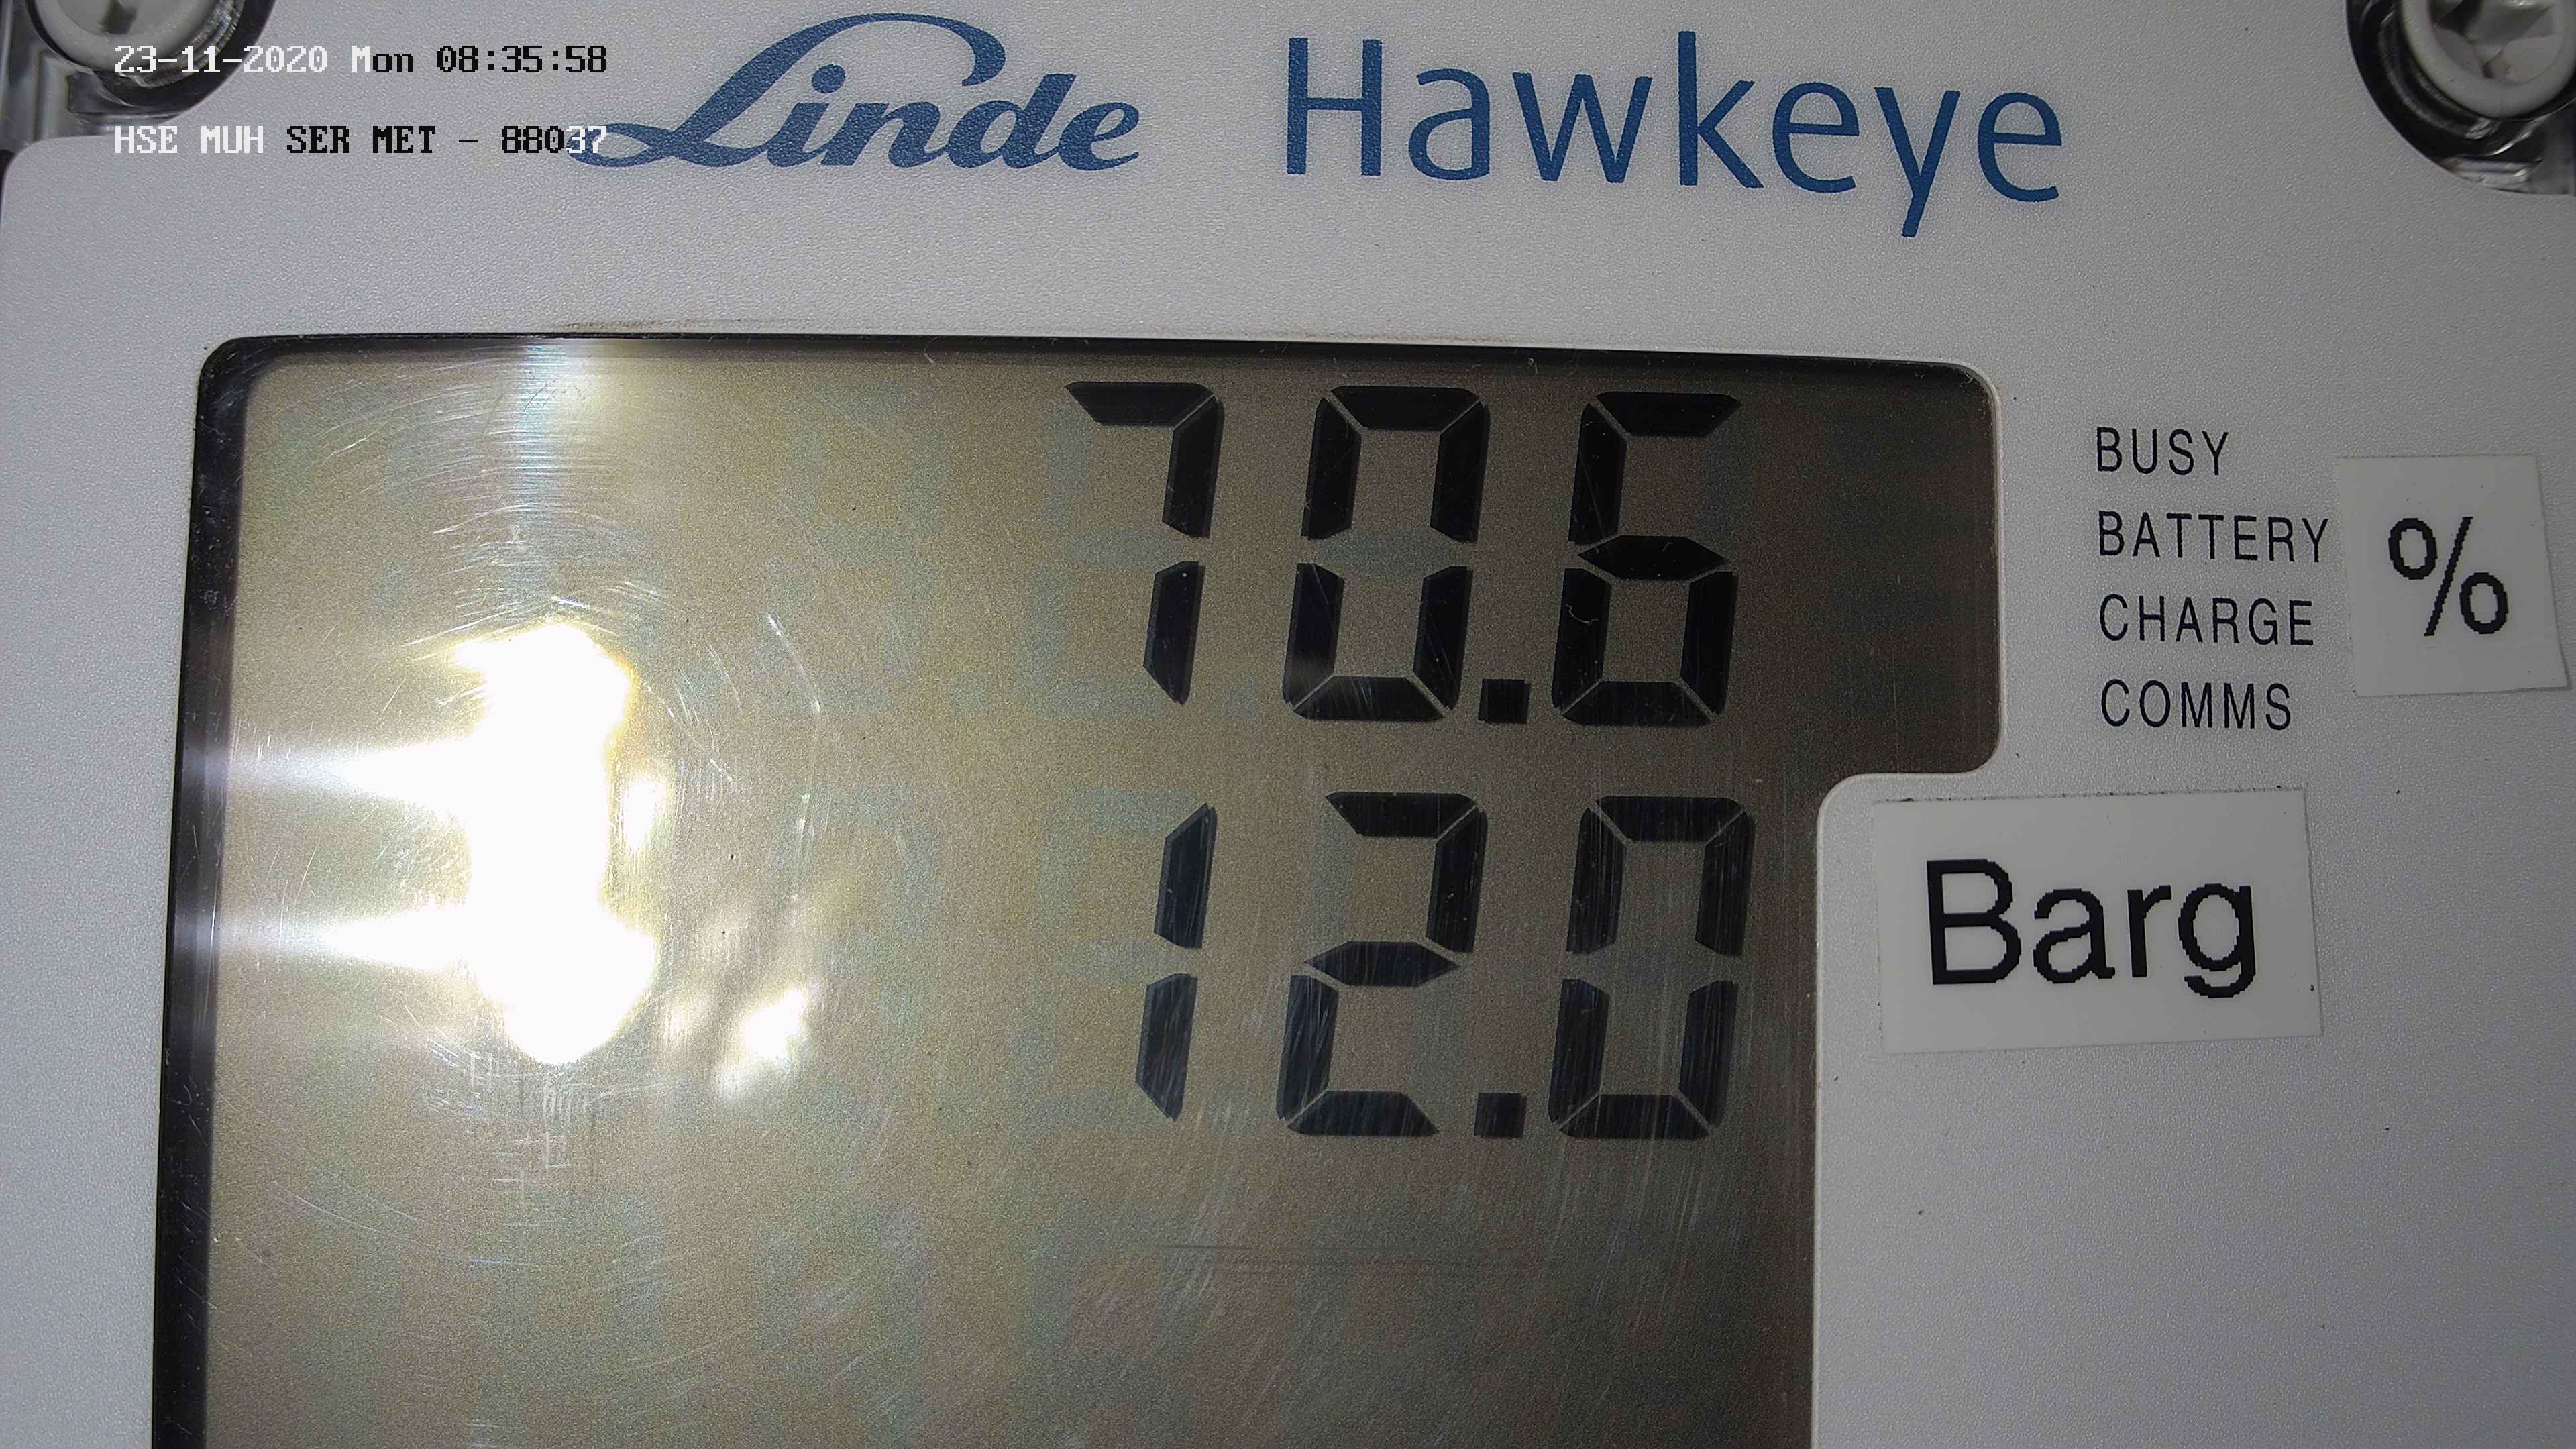 23-11-2020 Mon 08:35:58
HSE MUH SER MET - 88037
Linde Hawkeye
70.6
BUSY
BATTERY
CHARGE
COMMS
%
12.0
Barg